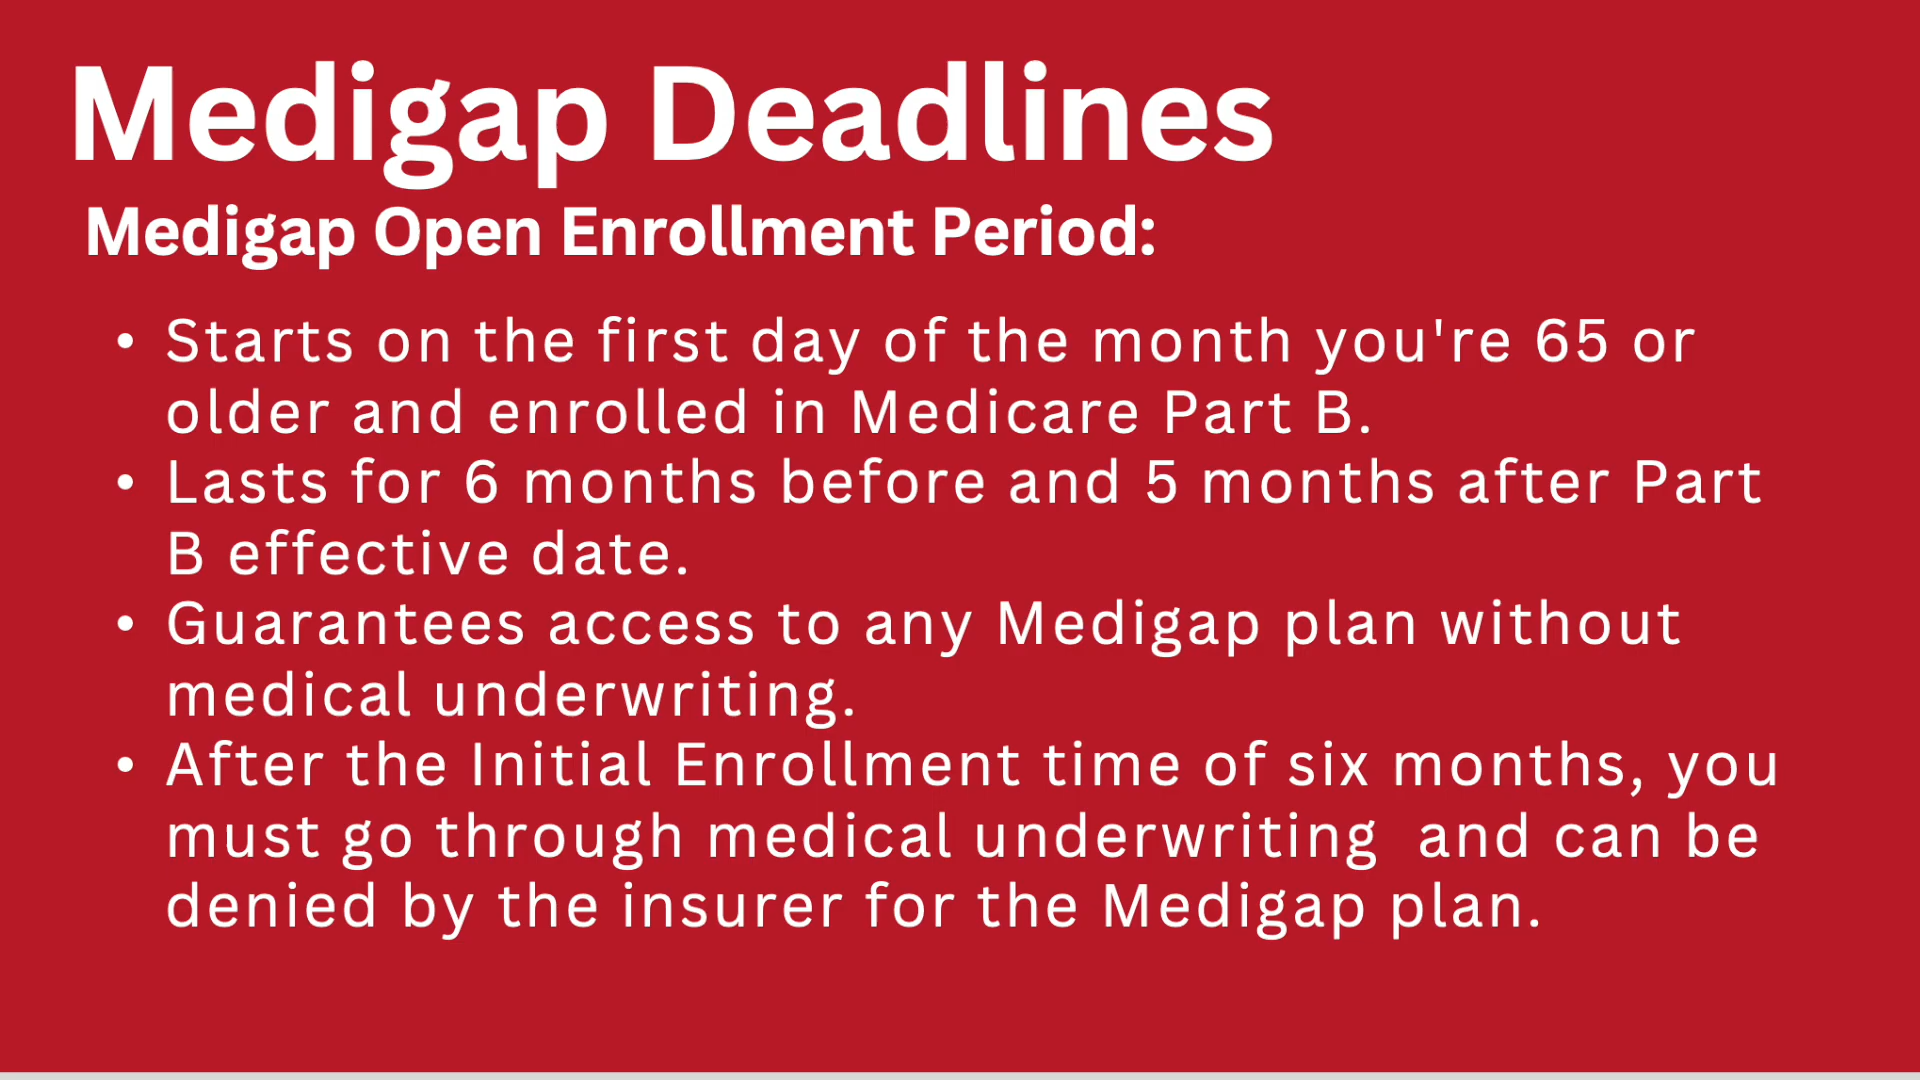 Medigap Deadlines
Medigap Open Enrollment Period:
• Starts on the first day of the month you're 65 or
older and enrolled in Medicare Part B.
• Lasts for 6 months before and 5 months after Part
B effective date.
• Guarantees access to any Medigap plan without
medical underwriting.
• After the Initial Enrollment time of six months, you
must go through medical underwriting  and can be
denied by the insurer for the Medigap plan.